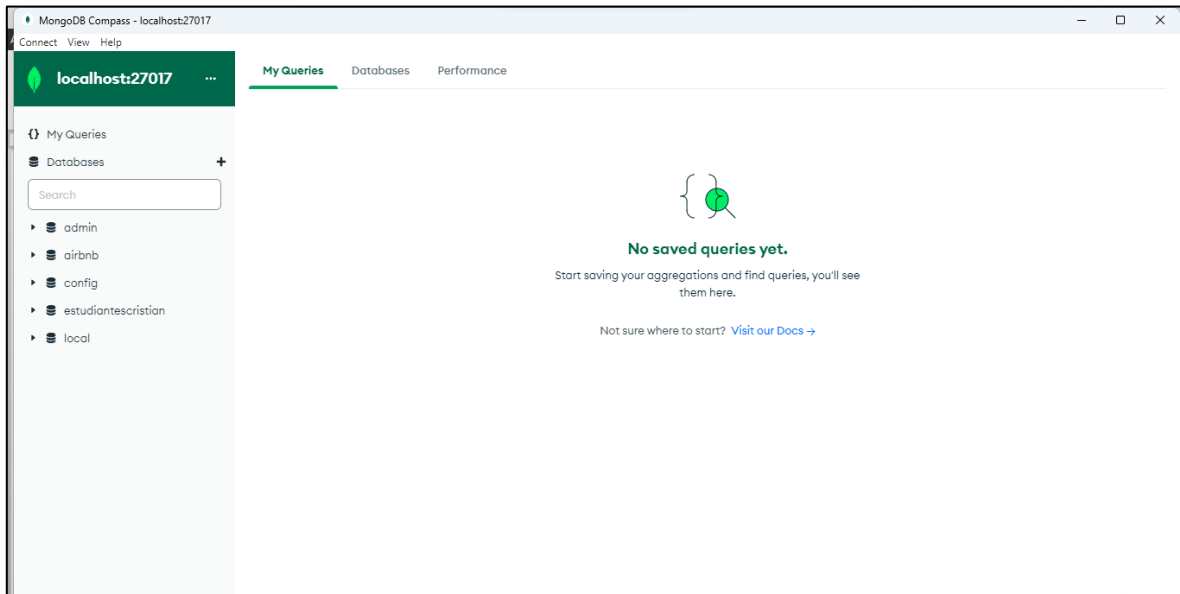 MongoDB Compass - localhost:27017
Connect View Help
localhost:27017 ...
My Queries Databases Performance
{} My Queries
Databases +
Search
admin
airbnb
config
estudiantescristian
local
No saved queries yet.
Start saving your aggregations and find queries, you'll see
them here.
Not sure where to start? Visit our Docs →